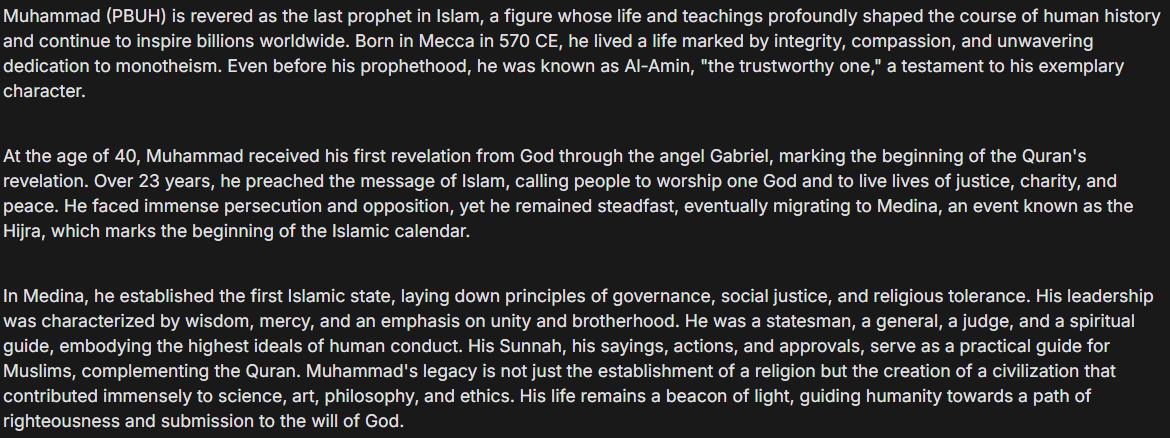 Muhammad (PBUH) is revered as the last prophet in Islam, a figure whose life and teachings profoundly shaped the course of human history
and continue to inspire billions worldwide. Born in Mecca in 570 CE, he lived a life marked by integrity, compassion, and unwavering
dedication to monotheism. Even before his prophethood, he was known as Al-Amin, "the trustworthy one," a testament to his exemplary
character.
At the age of 40, Muhammad received his first revelation from God through the angel Gabriel, marking the beginning of the Quran's
revelation. Over 23 years, he preached the message of Islam, calling people to worship one God and to live lives of justice, charity, and
peace. He faced immense persecution and opposition, yet he remained steadfast, eventually migrating to Medina, an event known as the
Hijra, which marks the beginning of the Islamic calendar.
In Medina, he established the first Islamic state, laying down principles of governance, social justice, and religious tolerance. His leadership
was characterized by wisdom, mercy, and an emphasis on unity and brotherhood. He was a statesman, a general, a judge, and a spiritual
guide, embodying the highest ideals of human conduct. His Sunnah, his sayings, actions, and approvals, serve as a practical guide for
Muslims, complementing the Quran. Muhammad's legacy is not just the establishment of a religion but the creation of a civilization that
contributed immensely to science, art, philosophy, and ethics. His life remains a beacon of light, guiding humanity towards a path of
righteousness and submission to the will of God.